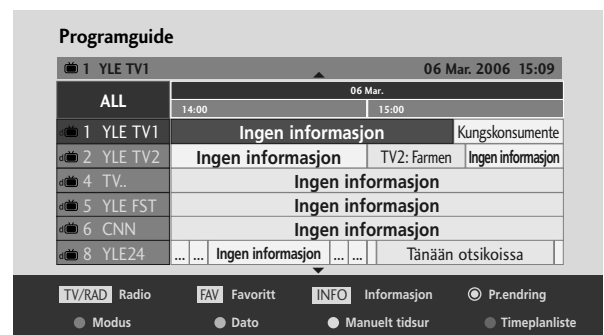 Programguide
1 YLE TV1 06 Mar. 2006 15:09
ALL 06 Mar.
14:00 15:00
1 YLE TV1 Ingen informasjon Kungskonsumente
2 YLE TV2 Ingen informasjon TV2: Farmen Ingen informasjon
4 TV.. Ingen informasjon
5 YLE FST Ingen informasjon
6 CNN Ingen informasjon
8 YLE24 ... ... Ingen informasjon ... ... Tänään otsikoissa
TV/RAD Radio FAV Favoritt INFO Informasjon Pr.endring
Modus Dato Manuelt tidsur Timeplanliste